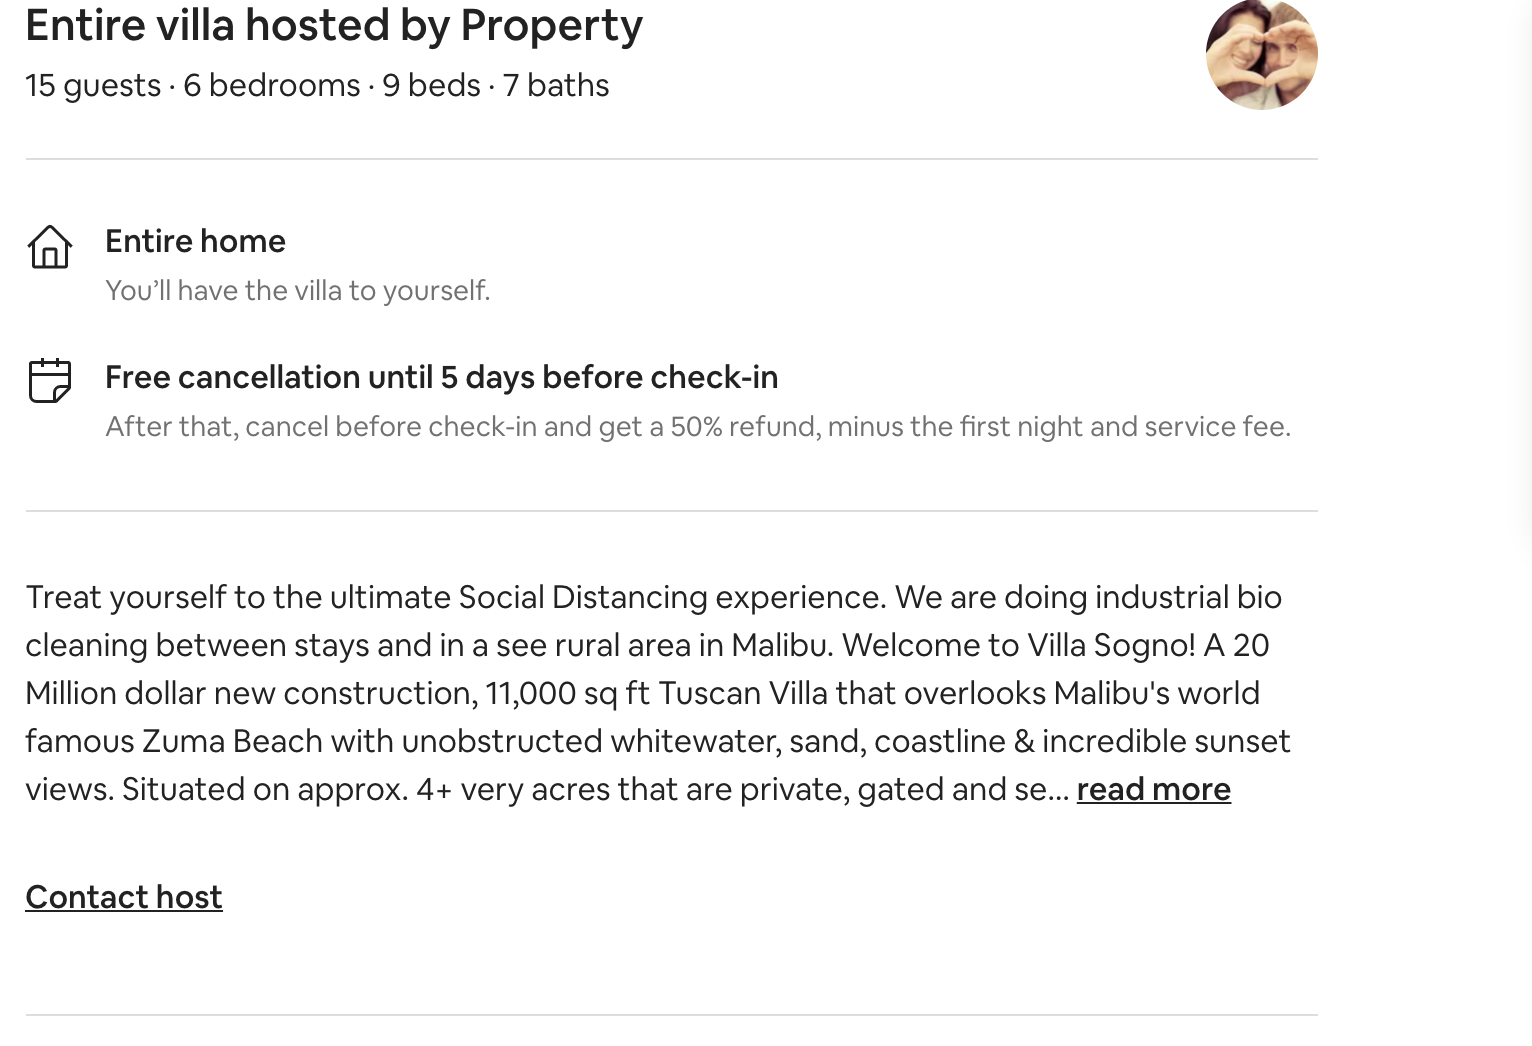 Entire villa hosted by Property
15 guests · 6 bedrooms · 9 beds · 7 baths
Entire home
You’ll have the villa to yourself.
Free cancellation until 5 days before check-in
After that, cancel before check-in and get a 50% refund, minus the first night and service fee.
Treat yourself to the ultimate Social Distancing experience. We are doing industrial bio
cleaning between stays and in a see rural area in Malibu. Welcome to Villa Sogno! A 20
Million dollar new construction, 11,000 sq ft Tuscan Villa that overlooks Malibu's world
famous Zuma Beach with unobstructed whitewater, sand, coastline & incredible sunset
views. Situated on approx. 4+ very acres that are private, gated and se... read more
Contact host